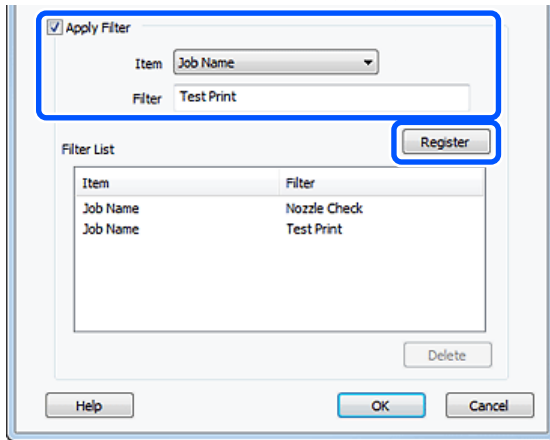 Apply Filter
Item Job Name
Filter Test Print
Register
Filter List
Item Filter
Job Name Nozzle Check
Job Name Test Print
Delete
Help OK Cancel